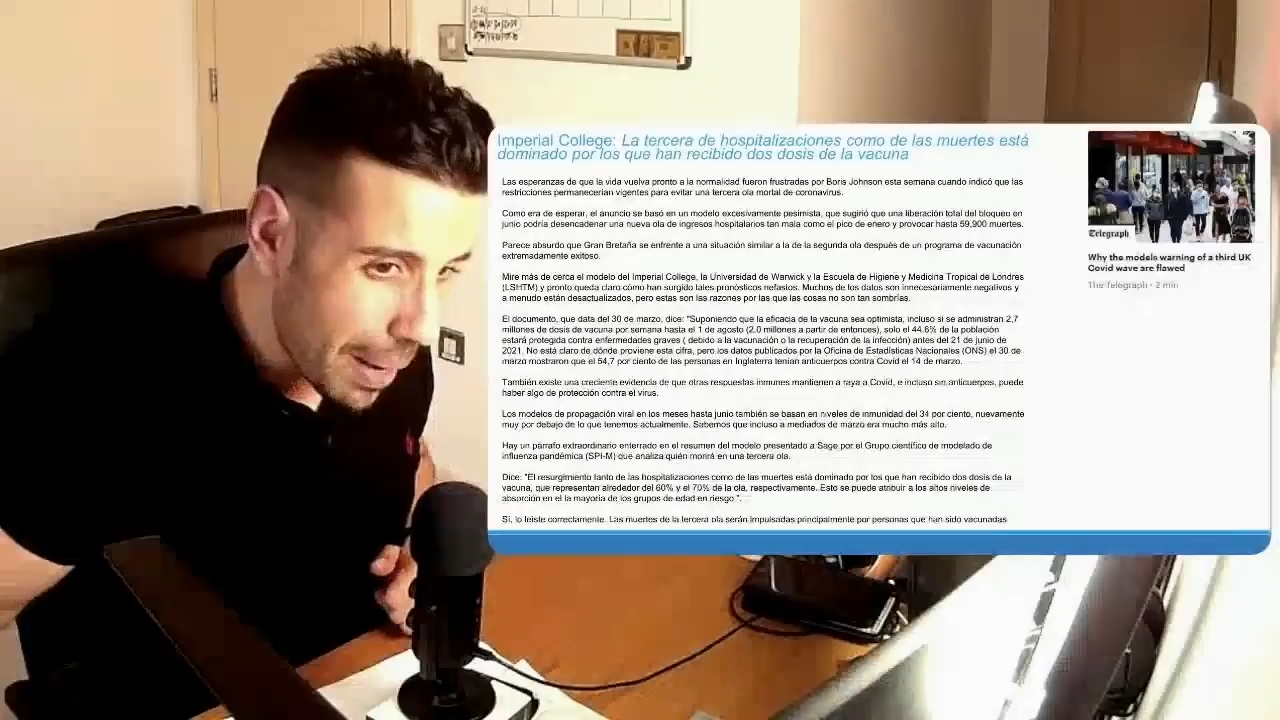 Imperial College: La tercera de hospitalizaciones como de las muertes está
dominado por los que han recibido dos dosis de la vacuna
Las esperanzas de que la vida vuelva pronto a la normalidad fueron frustradas por Boris Johnson esta semana cuando indicó que las
restricciones permanecerían vigentes para evitar una tercera ola mortal de coronavirus.
Como era de esperar, el anuncio se basó en un modelo excesivamente pesimista, que sugirió que una liberación total del bloqueo en
junio podría desencadenar una nueva ola de ingresos hospitalarios tan mala como el pico de enero y provocar hasta 59,900 muertes.
Parece absurdo que Gran Bretaña se enfrente a una situación similar a la de la segunda ola después de un programa de vacunación
extremadamente exitoso.
Mire más de cerca el modelo del Imperial College, la Universidad de Warwick y la Escuela de Higiene y Medicina Tropical de Londres
(LSHTM) y pronto queda claro cómo han surgido tales pronósticos nefastos. Muchos de los datos son innecesariamente negativos y
a menudo están desactualizados, pero estas son las razones por las que las cosas no son tan sombrías.
El documento, que data del 30 de marzo, dice: "Suponiendo que la eficacia de la vacuna sea optimista, incluso si se administran 2,7
millones de dosis de vacuna por semana hasta el 1 de agosto (2,0 millones a partir de entonces), solo el 44.6% de la población
estará protegida contra enfermedades graves ( debido a la vacunación o la recuperación de la infección) antes del 21 de junio de
2021. No está claro de dónde proviene esta cifra, pero los datos publicados por la Oficina de Estadísticas Nacionales (ONS) el 30 de
marzo mostraron que el 54,7 por ciento de las personas en Inglaterra tenían anticuerpos contra Covid el 14 de marzo.
También existe una creciente evidencia de que otras respuestas inmunes mantienen a raya a Covid, e incluso sin anticuerpos, puede
haber algo de protección contra el virus.
Los modelos de propagación viral en los meses hasta junio también se basan en niveles de inmunidad del 34 por ciento, nuevamente
muy por debajo de lo que tenemos actualmente. Sabemos que incluso a mediados de marzo era mucho más alto.
Hay un párrafo extraordinario enterrado en el resumen del modelo presentado a Sage por el Grupo científico de modelado de
influenza pandémica (SPI-M) que analiza quién morirá en una tercera ola.
Dice: "El resurgimiento tanto de las hospitalizaciones como de las muertes está dominado por los que han recibido dos dosis de la
vacuna, que representan alrededor del 60% y el 70% de la ola, respectivamente. Esto se puede atribuir a los altos niveles de
absorción en el la mayoría de los grupos de edad en riesgo ".
Sí, lo leíste correctamente. Las muertes de la tercera ola serán impulsadas principalmente por personas que han sido vacunadas
Telegraph
Why the models warning of a third UK
Covid wave are flawed
The Telegraph • 2 min